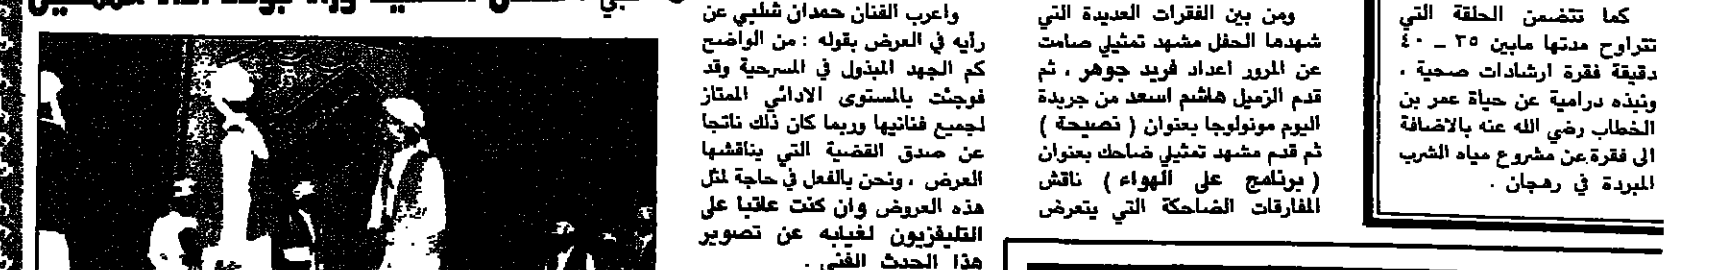 كما تتضمن الحلقة التي
تتراوح مدتها مابين ٣٥ - ٤٠
دقيقة فقرة ارشادات صحية ،
ونبذه درامية عن حياة عمر بن
الخطاب رضي الله عنه بالاضافة
الى فقرة عن مشروع مياه الشرب
المبردة في رهجان .
ومن بين الفقرات العديدة التي
شهدها الحفل مشهد تمثيلي صامت
عن المرور اعداد فريد جوهر ، ثم
قدم الزميل هاشم اسعد من جريدة
اليوم مونولوجا بعنوان ( نصيحة )
ثم قدم مشهد تمثيلي ضاحك بعنوان
( برنامج على الهواء ) ناقش
المفارقات الضاحكة التي يتعرض
واعرب الفنان حمدان شلبي عن
رأيه في العرض بقوله : من الواضح
كم الجهد المبذول في المسرحية وقد
فوجئت بالمستوى الادائي الممتاز
لجميع فنانيها وربما كان ذلك ناتجا
عن صدق القضية التي يناقشها
العرض ، ونحن بالفعل في حاجة لمثل
هذه العروض وان كنت عاتبا على
التليفزيون لغيابه عن تصوير
هذا الحدث الفني .